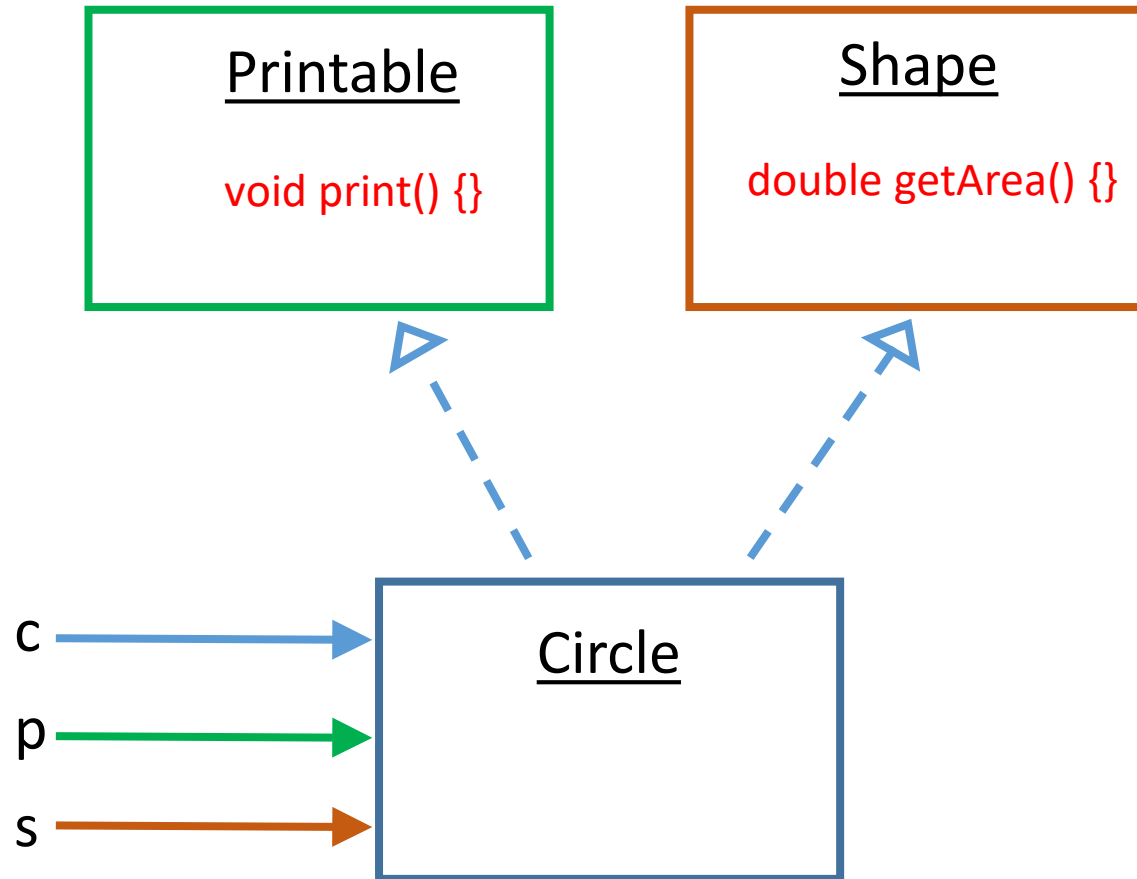 Printable
void print() {}
Shape
double getArea() {}
c
p
s
Circle